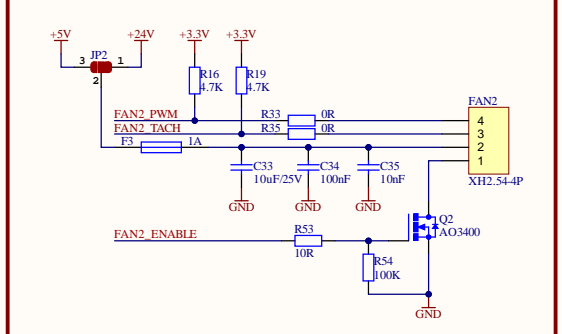 +5V +24V +3.3V +3.3V
JP2
3 1
2
R16 R19
4.7K 4.7K
FAN2
FAN2_PWM R33 0R 4
FAN2_TACH R35 0R 3
F3 1A 2
1
C33 C34 C35
10uF/25V 100nF 10nF
XH2.54-4P
GND GND GND
Q2
AO3400
FAN2_ENABLE R53
10R
R54
100K
GND